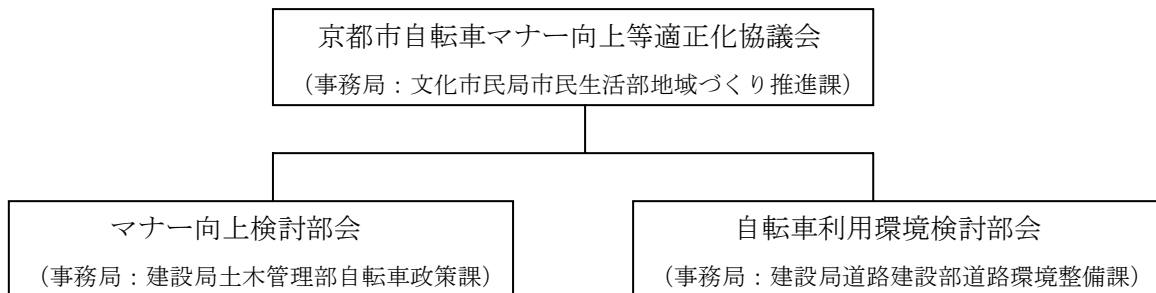 京都市自転車マナー向上等適正化協議会
（事務局：文化市民局市民生活部地域づくり推進課）
マナー向上検討部会
（事務局：建設局土木管理部自転車政策課）
自転車利用環境検討部会
（事務局：建設局道路建設部道路環境整備課）